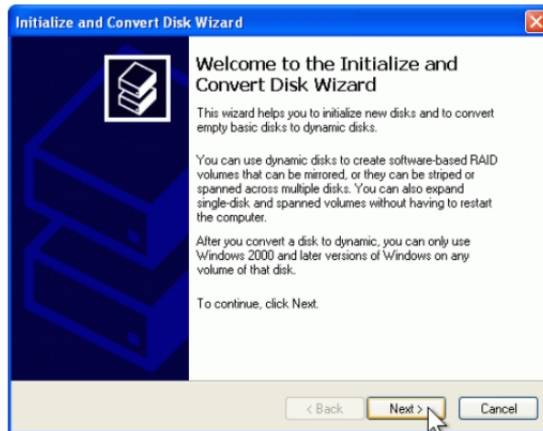 Initialize and Convert Disk Wizard
Welcome to the Initialize and
Convert Disk Wizard
This wizard helps you to initialize new disks and to convert
empty basic disks to dynamic disks.
You can use dynamic disks to create software-based RAID
volumes that can be mirrored, or they can be striped or
spanned across multiple disks. You can also expand
single-disk and spanned volumes without having to restart
the computer.
After you convert a disk to dynamic, you can only use
Windows 2000 and later versions of Windows on any
volume of that disk.
To continue, click Next.
< Back Next > Cancel